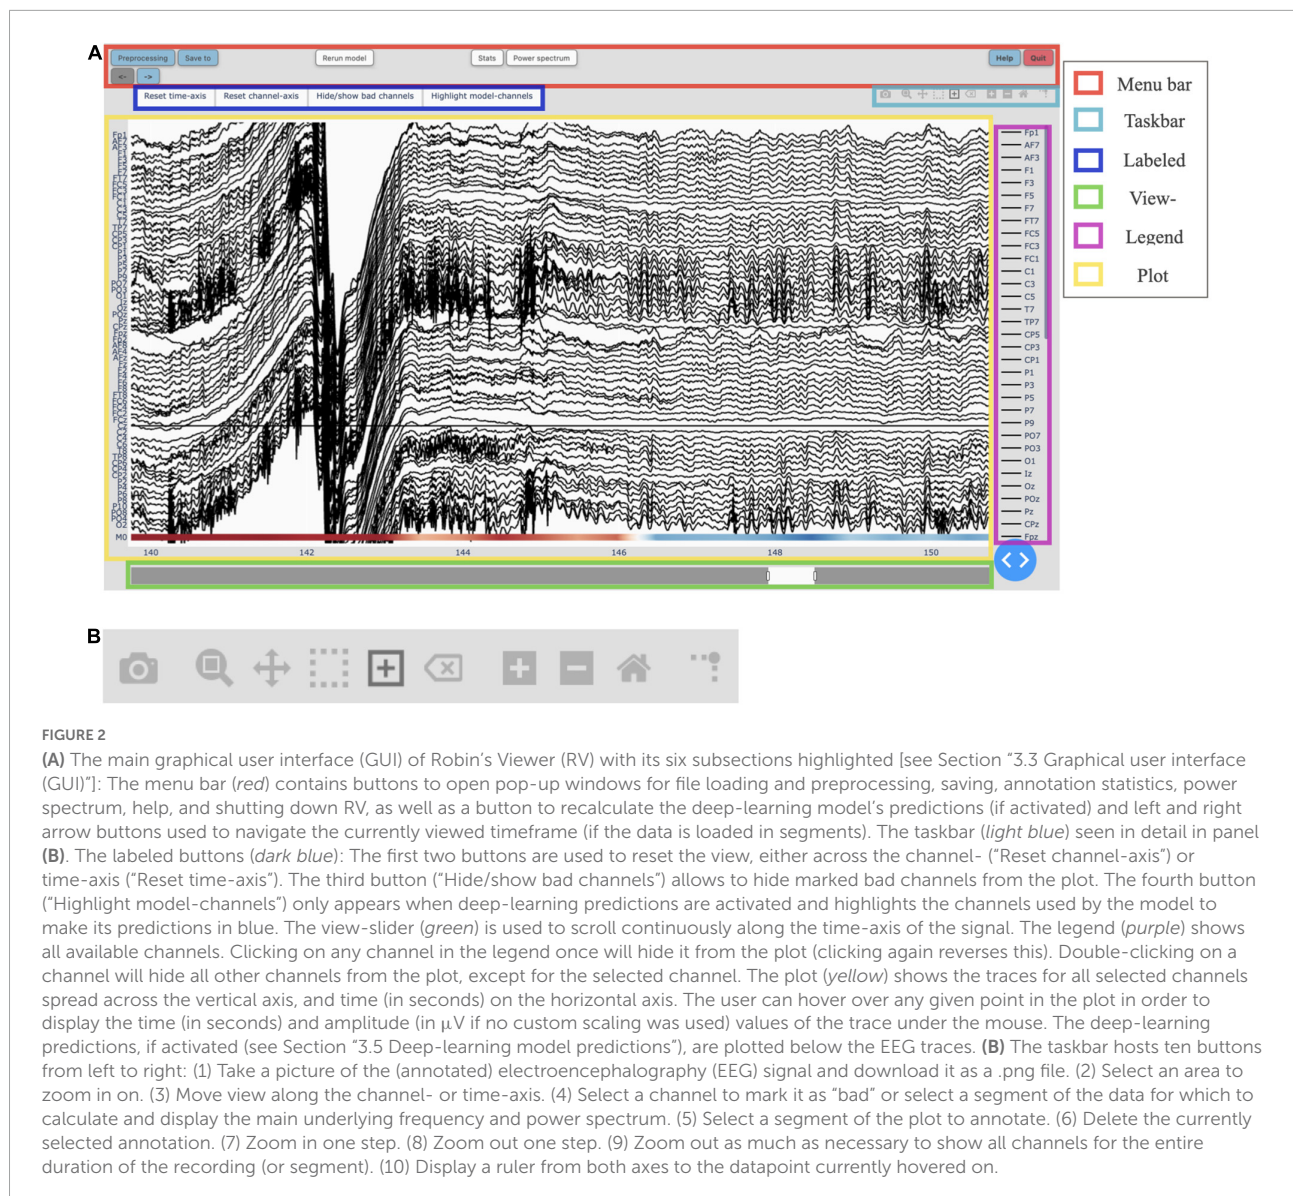 A
Preprocessing Save to Rerun model Stats Power spectrum Help Quit
<- ->
Reset time-axis Reset channel-axis Hide/show bad channels Highlight model-channels
Menu bar
Taskbar
Labeled
View-
Legend
Plot
Fp1
AF7
AF3
F1
F3
F5
F7
FT7
FC5
FC3
FC1
C1
C3
C5
T7
TP7
CP5
CP3
CP1
P1
P3
P5
P7
P9
PO7
PO3
O1
Iz
Oz
POz
Pz
CPz
Fpz
M0
140 142 144 146 148 150
B
FIGURE 2
(A) The main graphical user interface (GUI) of Robin’s Viewer (RV) with its six subsections highlighted [see Section “3.3 Graphical user interface
(GUI)”]: The menu bar (red) contains buttons to open pop-up windows for file loading and preprocessing, saving, annotation statistics, power
spectrum, help, and shutting down RV, as well as a button to recalculate the deep-learning model’s predictions (if activated) and left and right
arrow buttons used to navigate the currently viewed timeframe (if the data is loaded in segments). The taskbar (light blue) seen in detail in panel
(B). The labeled buttons (dark blue): The first two buttons are used to reset the view, either across the channel- (“Reset channel-axis”) or
time-axis (“Reset time-axis”). The third button (“Hide/show bad channels”) allows to hide marked bad channels from the plot. The fourth button
(“Highlight model-channels”) only appears when deep-learning predictions are activated and highlights the channels used by the model to
make its predictions in blue. The view-slider (green) is used to scroll continuously along the time-axis of the signal. The legend (purple) shows
all available channels. Clicking on any channel in the legend once will hide it from the plot (clicking again reverses this). Double-clicking on a
channel will hide all other channels from the plot, except for the selected channel. The plot (yellow) shows the traces for all selected channels
spread across the vertical axis, and time (in seconds) on the horizontal axis. The user can hover over any given point in the plot in order to
display the time (in seconds) and amplitude (in μV if no custom scaling was used) values of the trace under the mouse. The deep-learning
predictions, if activated (see Section “3.5 Deep-learning model predictions”), are plotted below the EEG traces. (B) The taskbar hosts ten buttons
from left to right: (1) Take a picture of the (annotated) electroencephalography (EEG) signal and download it as a .png file. (2) Select an area to
zoom in on. (3) Move view along the channel- or time-axis. (4) Select a channel to mark it as “bad” or select a segment of the data for which to
calculate and display the main underlying frequency and power spectrum. (5) Select a segment of the plot to annotate. (6) Delete the currently
selected annotation. (7) Zoom in one step. (8) Zoom out one step. (9) Zoom out as much as necessary to show all channels for the entire
duration of the recording (or segment). (10) Display a ruler from both axes to the datapoint currently hovered on.